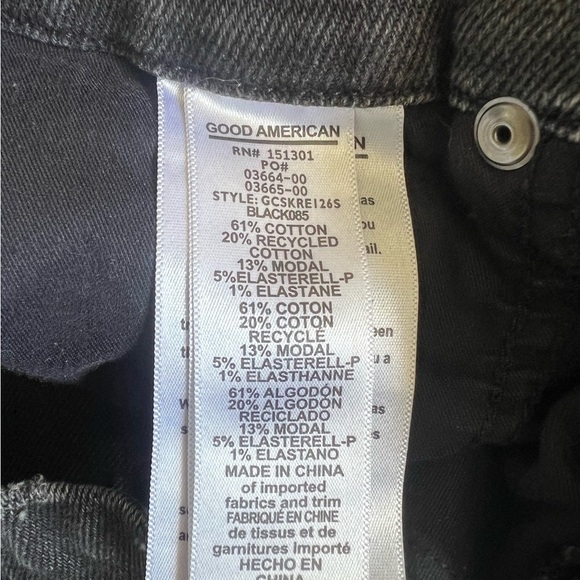 GOOD AMERICAN
RN# 151301
PO#
03664-00
03665-00
STYLE: GCSKRE126S
BLACK085
61% COTTON
20% RECYCLED
COTTON
13% MODAL
5% ELASTERELL-P
1% ELASTANE
61% COTON
20% COTON
RECYCLÉ
13% MODAL
5% ELASTERELL-P
1% ELASTHANNE
61% ALGODÓN
20% ALGODÓN
RECICLADO
13% MODAL
5% ELASTERELL-P
1% ELASTANO
MADE IN CHINA
of imported
fabrics and trim
FABRIQUÉ EN CHINE
de tissus et de
garnitures importé
HECHO EN
CHINA